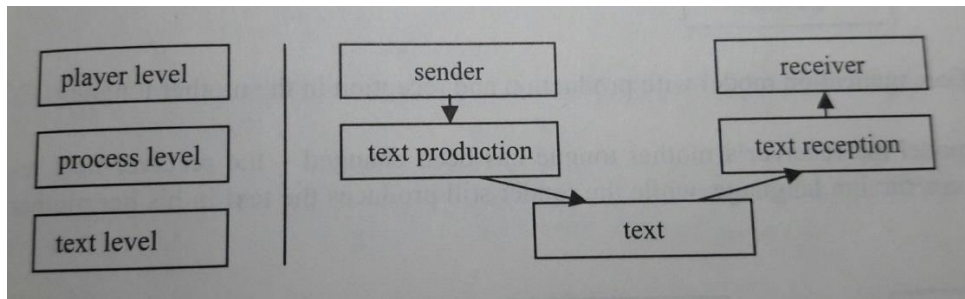 player level
sender
receiver
process level
text production
text reception
text level
text